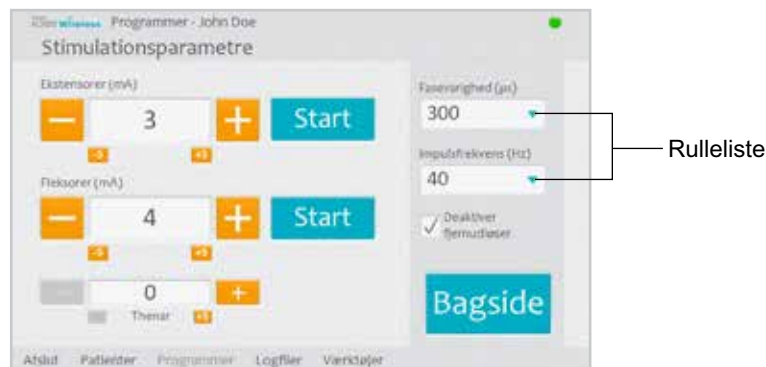 Wireless Programmer - John Doe
Stimulationsparametre
Ekstensorer (mA)
3
Start
-5 +5
Fleksorer (mA)
4
Start
-5 +5
0
Thenar +5
Fasevarighed (µs)
300
Impulsfrekvens (Hz)
40
Deaktiver
fjernudløser
Bagside
Rulleliste
Afslut Patienter Programmer Logfiler Værktøjer